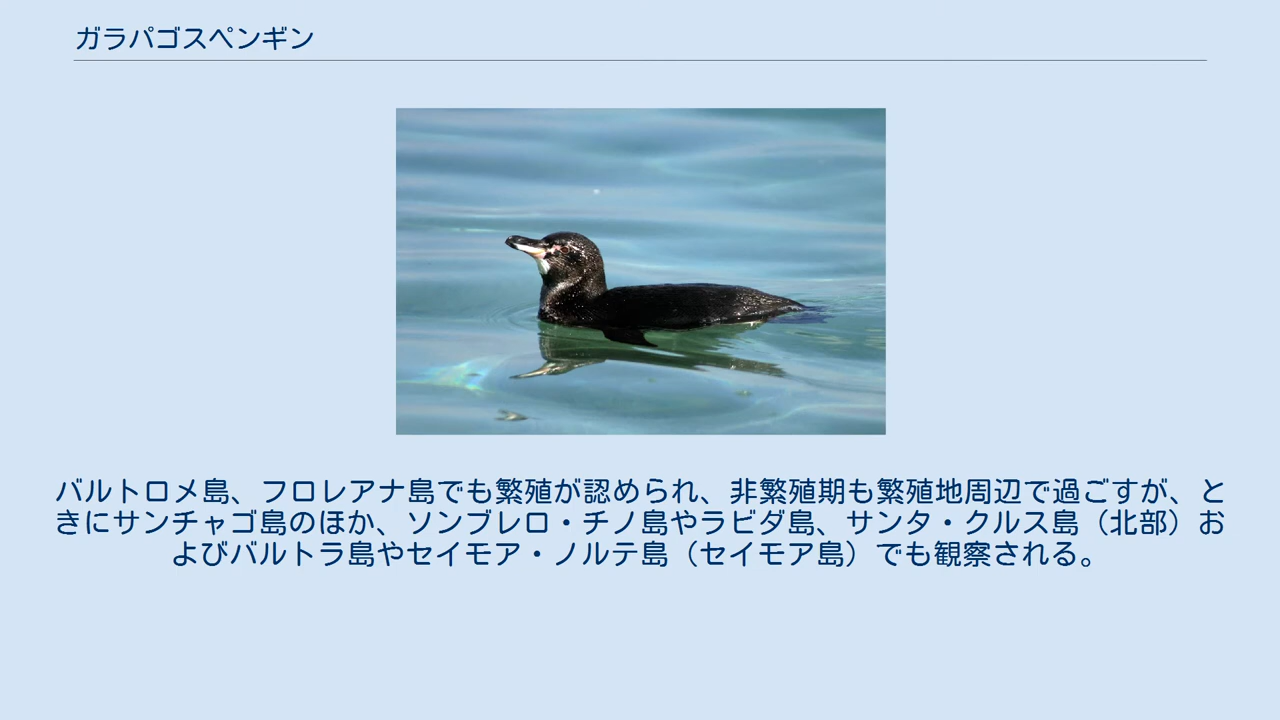 ガラパゴスペンギン
バルトロメ島、フロレアナ島でも繁殖が認められ、非繁殖期も繁殖地周辺で過ごすが、と
きにサンチャゴ島のほか、ソンブレロ・チノ島やラビダ島、サンタ・クルス島（北部）お
よびバルトラ島やセイモア・ノルテ島（セイモア島）でも観察される。